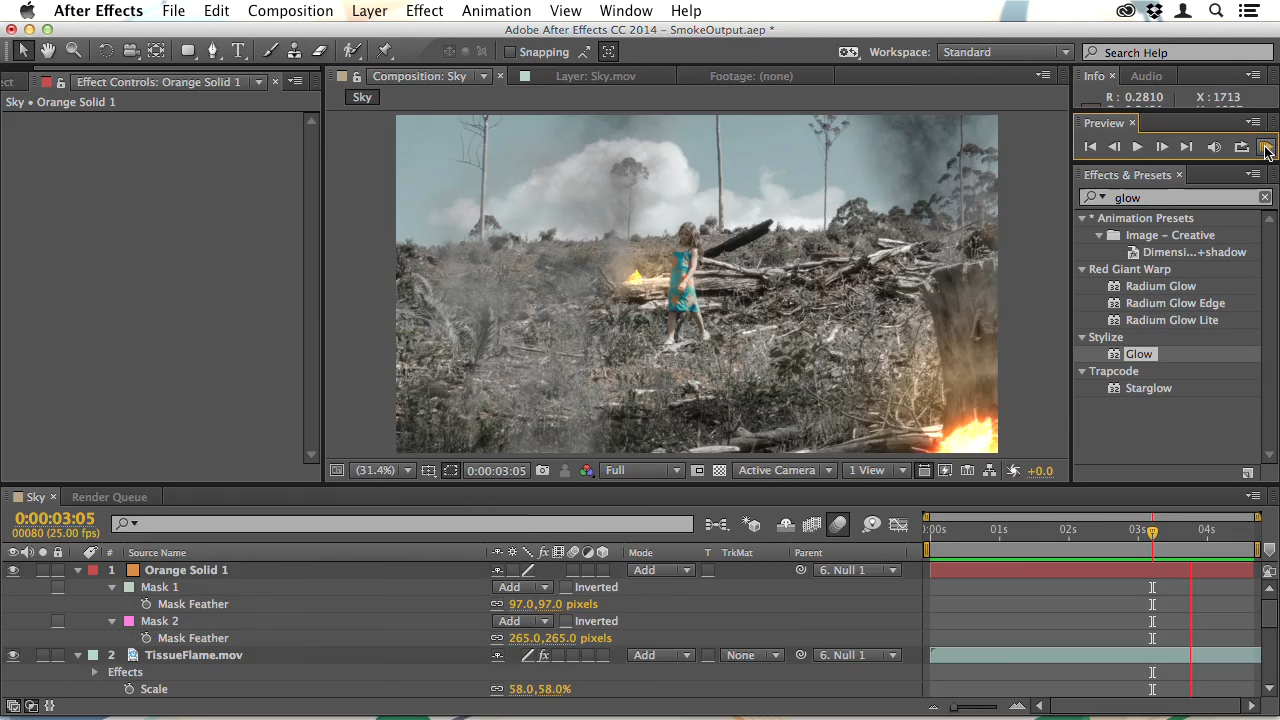 After Effects File Edit Composition Layer Effect Animation View Window Help
Adobe After Effects CC 2014 - SmokeOutput.aep *
Snapping
Workspace: Standard
Search Help
Effect Controls: Orange Solid 1
Composition: Sky
Layer: Sky.mov
Footage: (none)
Info
Audio
Sky • Orange Solid 1
Sky
R : 0.2810 X : 1713
Preview
Effects & Presets
glow
* Animation Presets
Image – Creative
Dimensi...+shadow
Red Giant Warp
Radium Glow
Radium Glow Edge
Radium Glow Lite
Stylize
Glow
Trapcode
Starglow
(31.4%)
0:00:03:05
Full
Active Camera
1 View
+0.0
Sky
Render Queue
0:00:03:05
00080 (25.00 fps)
):00s 01s 02s 03s 04s
# Source Name
Mode T TrkMat Parent
1 Orange Solid 1 Add 6. Null 1
Mask 1 Add Inverted
Mask Feather 97.0,97.0 pixels
Mask 2 Add Inverted
Mask Feather 265.0,265.0 pixels
2 TissueFlame.mov fx Add None 6. Null 1
Effects
Scale 58.0,58.0%